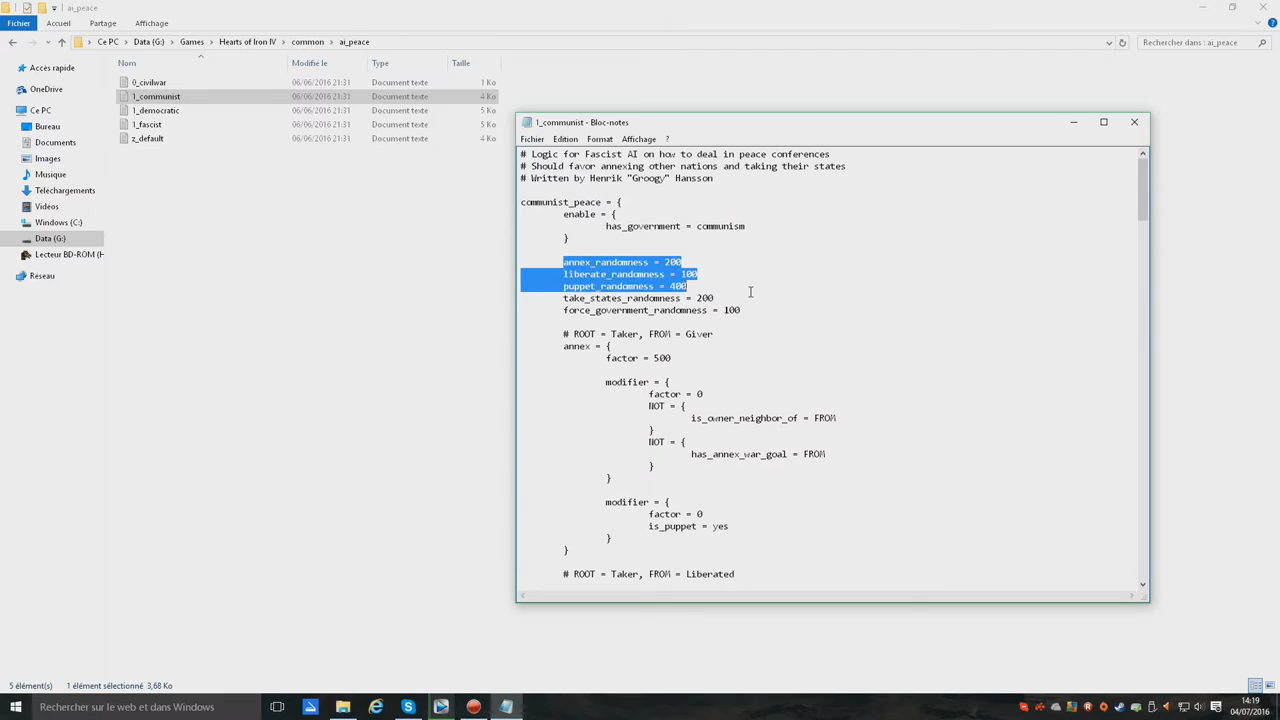 ai_peace
Fichier Accueil Partage Affichage
Ce PC Data (G:) Games Hearts of Iron IV common ai_peace
Rechercher dans : ai_peace
Nom Modifié le Type Taille
Accès rapide
OneDrive
Ce PC
Bureau
Documents
Images
Musique
Téléchargements
Vidéos
Windows (C:)
Data (G:)
Lecteur BD-ROM (H
Réseau
0_civilwar 06/06/2016 21:31 Document texte 1 Ko
1_communist 06/06/2016 21:31 Document texte 4 Ko
1_democratic 06/06/2016 21:31 Document texte 5 Ko
1_fascist 06/06/2016 21:31 Document texte 5 Ko
z_default 06/06/2016 21:31 Document texte 4 Ko
1_communist - Bloc-notes
Fichier Edition Format Affichage ?
# Logic for Fascist AI on how to deal in peace conferences
# Should favor annexing other nations and taking their states
# Written by Henrik "Groogy" Hansson
communist_peace = {
enable = {
has_government = communism
}
annex_randomness = 200
liberate_randomness = 100
puppet_randomness = 400
take_states_randomness = 200
force_government_randomness = 100
# ROOT = Taker, FROM = Giver
annex = {
factor = 500
modifier = {
factor = 0
NOT = {
is_owner_neighbor_of = FROM
}
NOT = {
has_annex_war_goal = FROM
}
}
modifier = {
factor = 0
is_puppet = yes
}
}
# ROOT = Taker, FROM = Liberated
5 élément(s) 1 élément sélectionné 3,68 Ko
Rechercher sur le web et dans Windows
14:19
04/07/2016